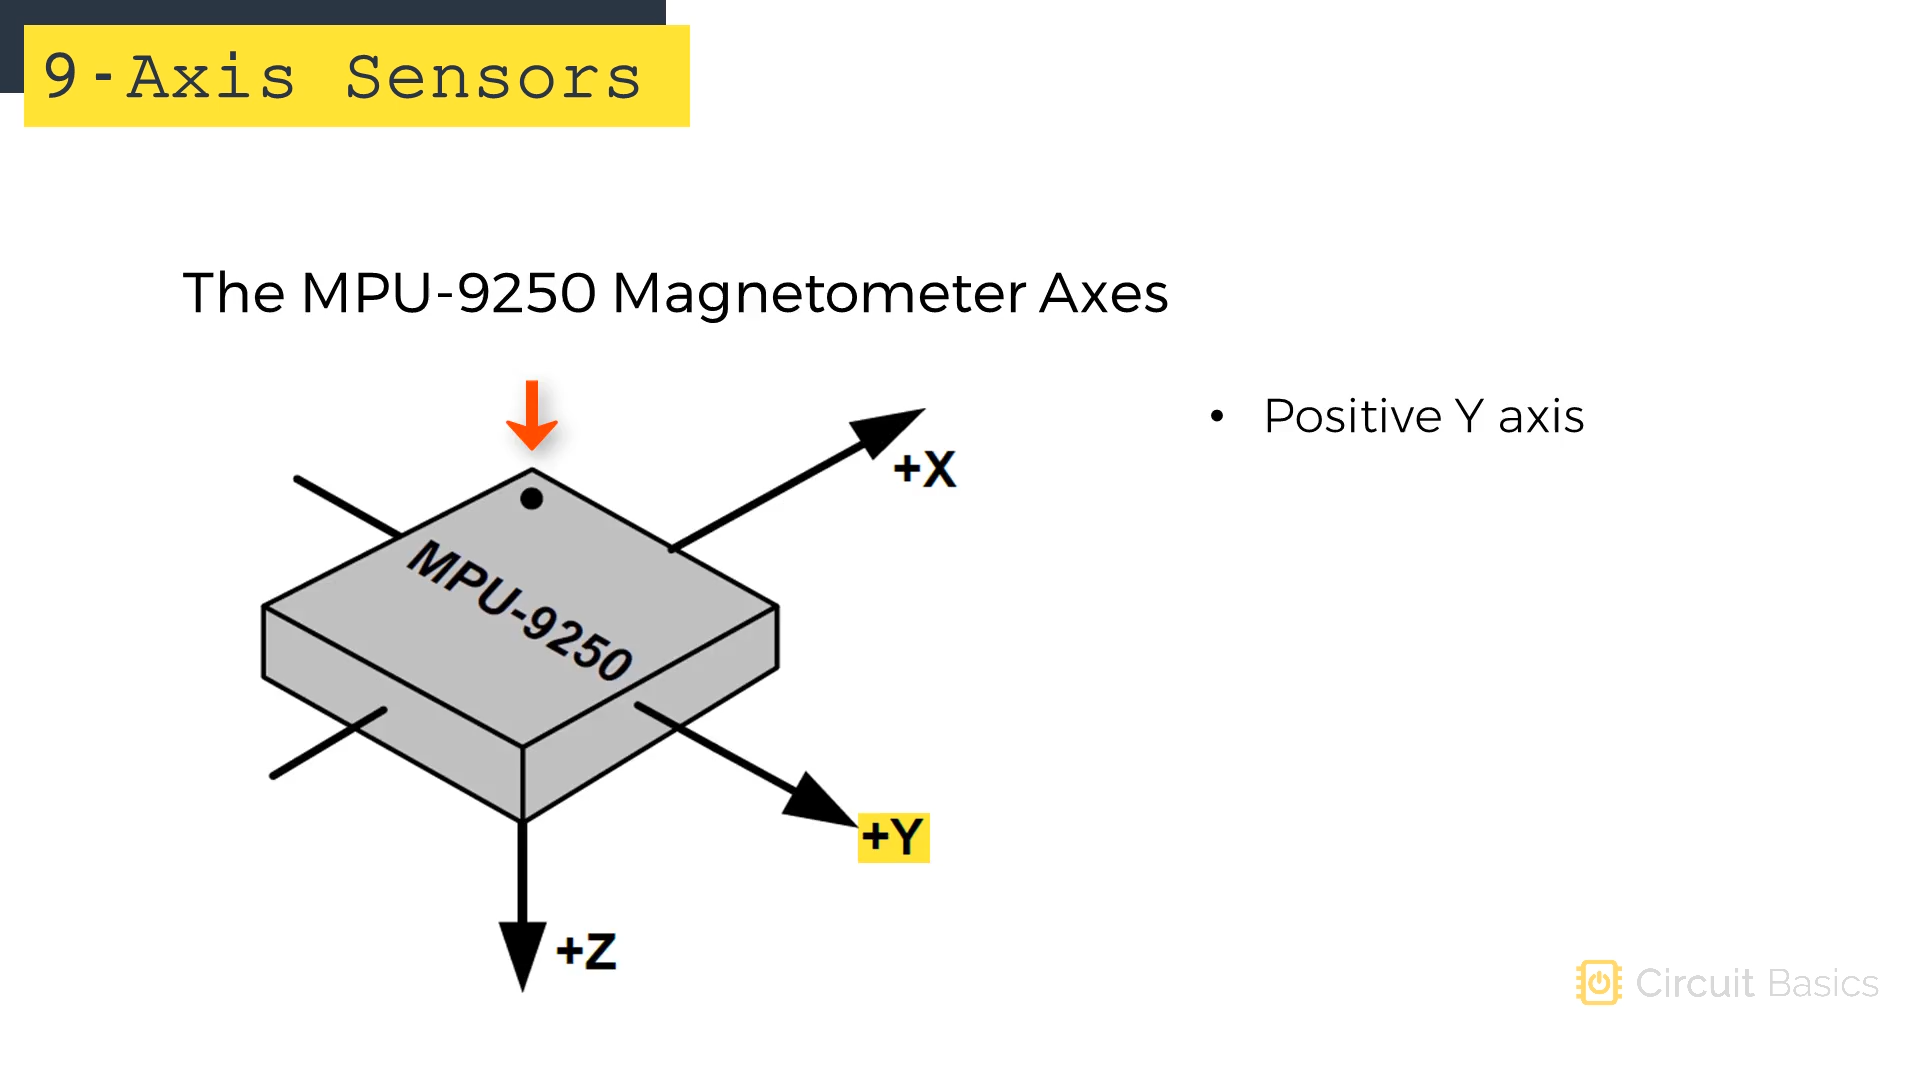 9-Axis Sensors
The MPU-9250 Magnetometer Axes
• Positive Y axis
+X
MPU-9250
+Y
+Z
Circuit Basics